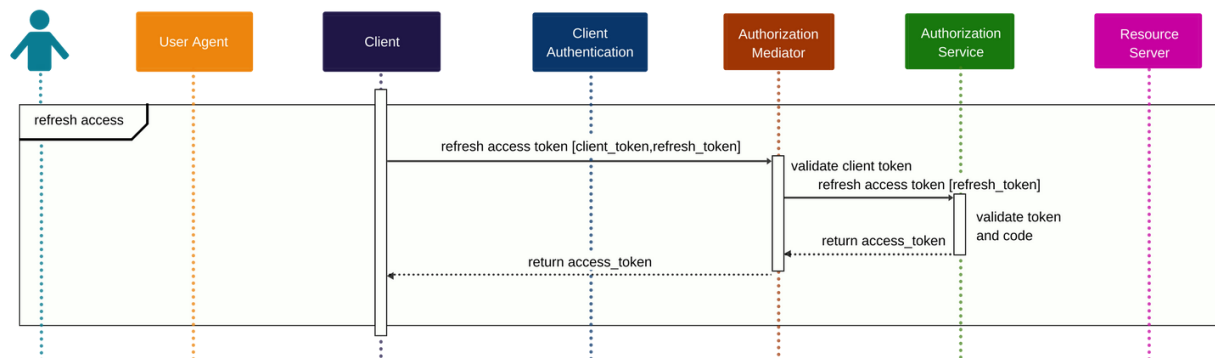 User Agent
Client
Client
Authentication
Authorization
Mediator
Authorization
Service
Resource
Server
refresh access
refresh access token [client_token,refresh_token]
validate client token
refresh access token [refresh_token]
validate token
and code
return access_token
return access_token